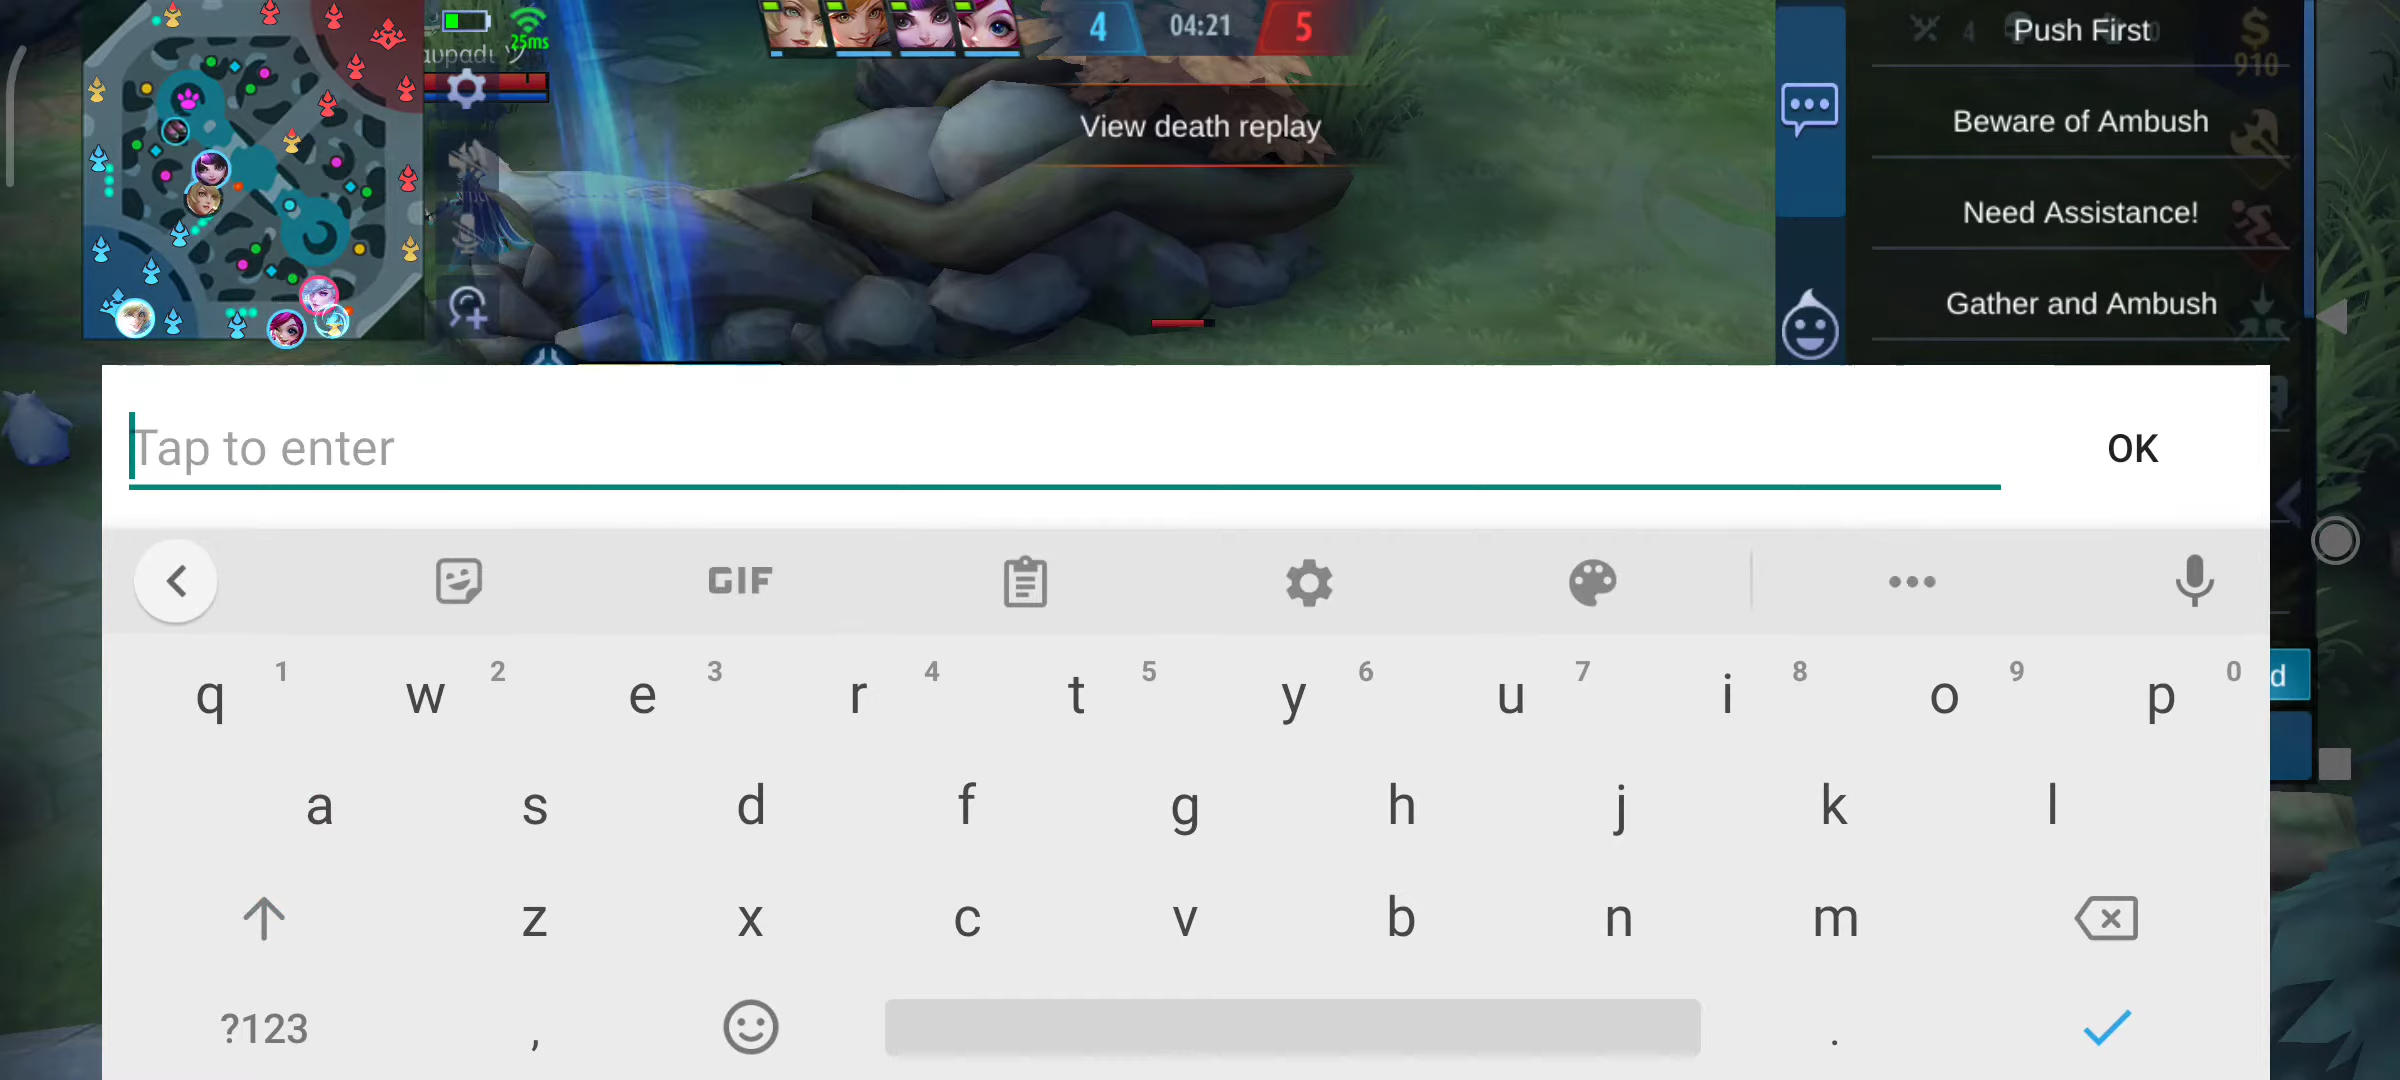 25ms
4 04:21 5
View death replay
4
910
Push First
Beware of Ambush
Need Assistance!
Gather and Ambush
Tap to enter
OK
GIF
q 1 w 2 e 3 r 4 t 5 y 6 u 7 i 8 o 9 p 0
a s d f g h j k l
z x c v b n m
?123 , .
d